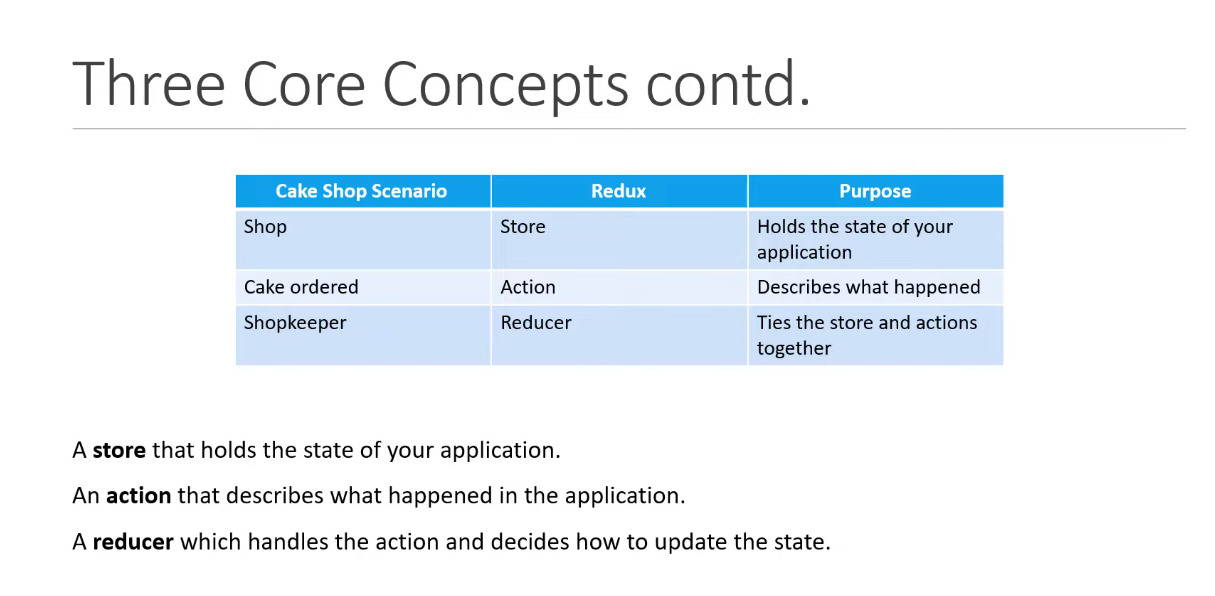 Three Core Concepts contd.
Cake Shop Scenario Redux Purpose
Shop Store Holds the state of your
application
Cake ordered Action Describes what happened
Shopkeeper Reducer Ties the store and actions
together
A store that holds the state of your application.
An action that describes what happened in the application.
A reducer which handles the action and decides how to update the state.